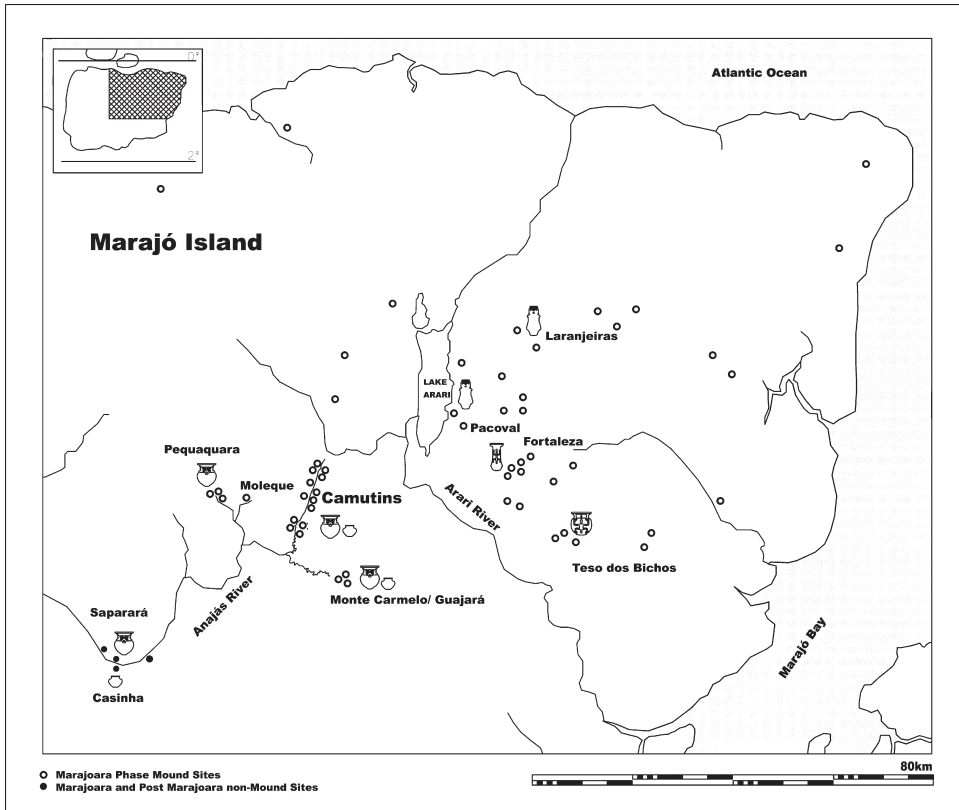 0°
2°
Atlantic Ocean
Marajó Island
Laranjeiras
LAKE
ARARI
Pacoval
Fortaleza
Pequaquara
Moleque
Camutins
Arari River
Teso dos Bichos
Monte Carmelo/ Guajará
Anajás River
Saparará
Marajó Bay
Casinha
80km
Marajoara Phase Mound Sites
Marajoara and Post Marajoara non-Mound Sites